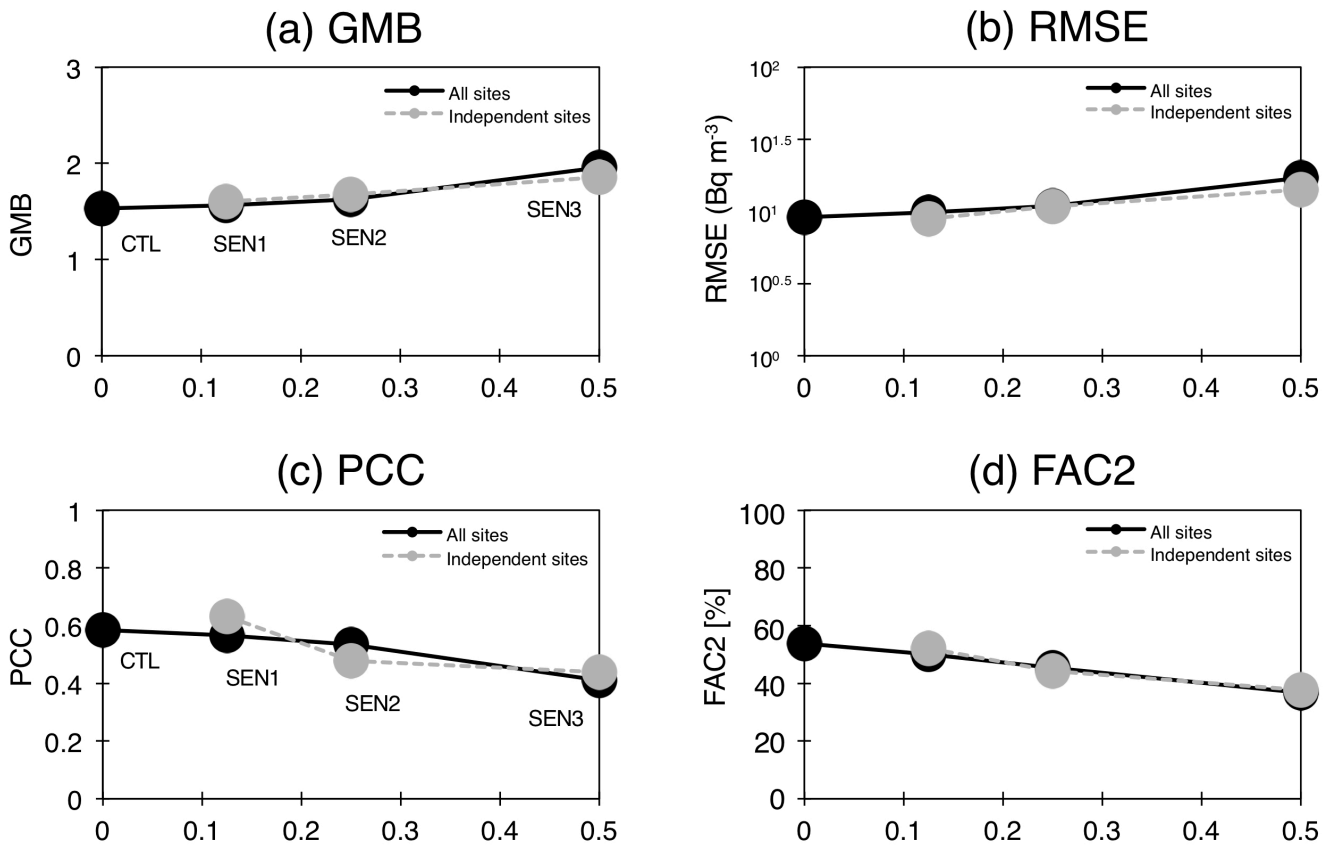 (a) GMB
3
2
1
0
GMB
All sites
Independent sites
CTL
SEN1
SEN2
SEN3
0 0.1 0.2 0.3 0.4 0.5
(b) RMSE
10²
10¹·⁵
10¹
10⁰·⁵
10⁰
RMSE (Bq m⁻³)
All sites
Independent sites
0 0.1 0.2 0.3 0.4 0.5
(c) PCC
1
0.8
0.6
0.4
0.2
0
PCC
All sites
Independent sites
CTL
SEN1
SEN2
SEN3
0 0.1 0.2 0.3 0.4 0.5
(d) FAC2
100
80
60
40
20
0
FAC2 [%]
All sites
Independent sites
0 0.1 0.2 0.3 0.4 0.5